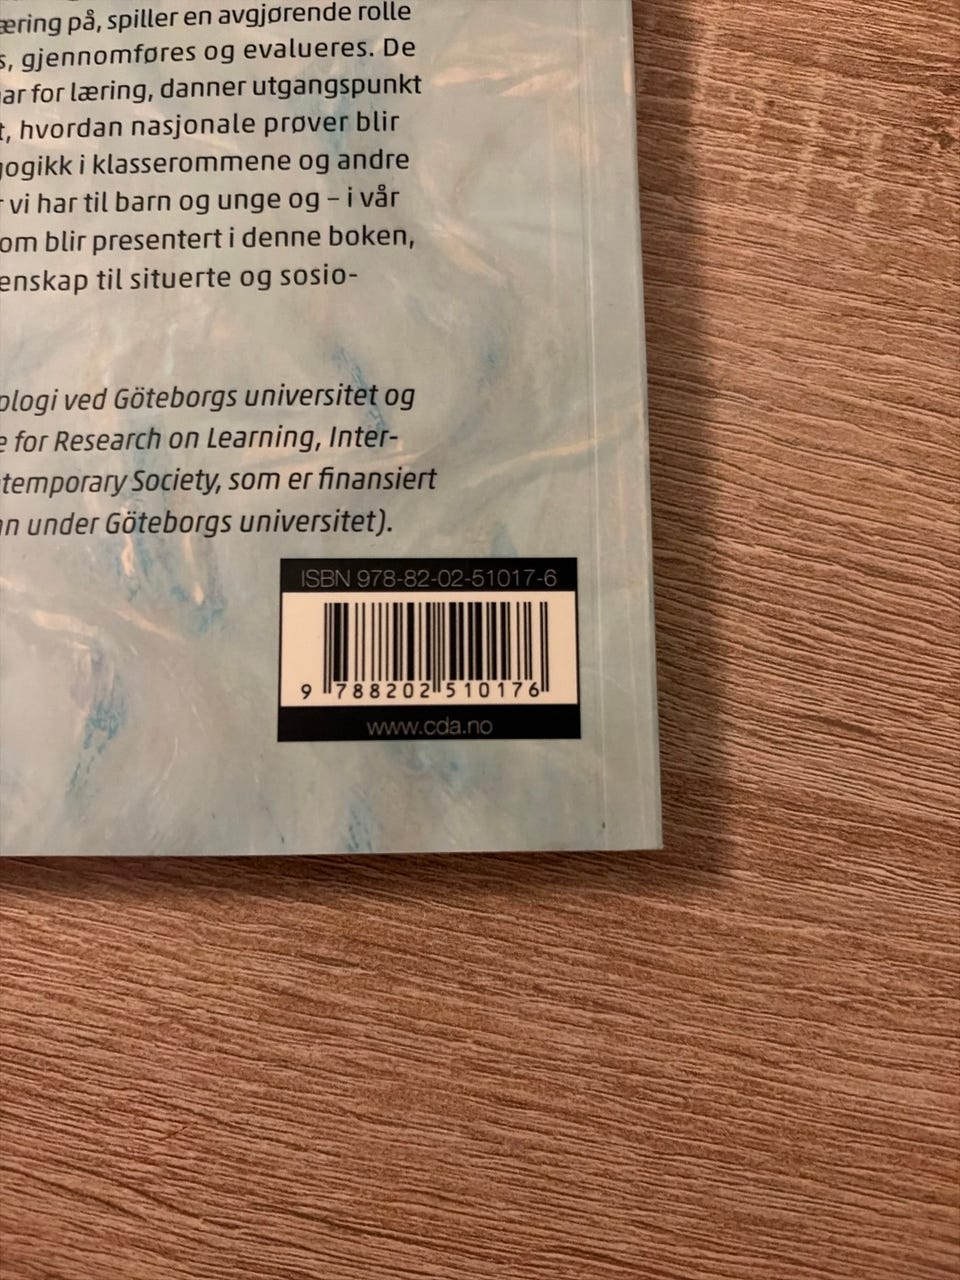 æring på, spiller en avgjørende rolle
s, gjennomføres og evalueres. De
ar for læring, danner utgangspunkt
t, hvordan nasjonale prøver blir
gogikk i klasserommene og andre
r vi har til barn og unge og – i vår
om blir presentert i denne boken,
enskap til situerte og sosio-
ologi ved Göteborgs universitet og
e for Research on Learning, Inter-
temporary Society, som er finansiert
an under Göteborgs universitet).
ISBN 978-82-02-51017-6
9 788202 510176
www.cda.no